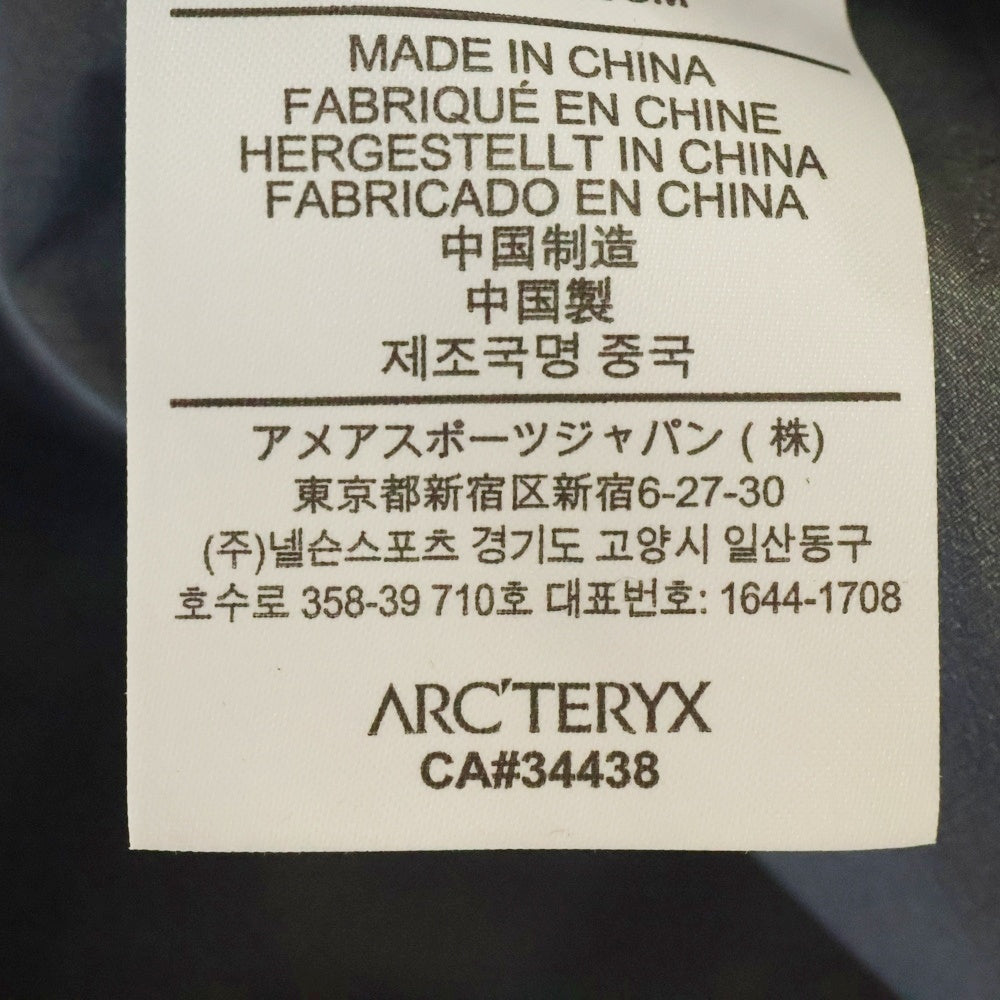 MADE IN CHINA
FABRIQUÉ EN CHINE
HERGESTELLT IN CHINA
FABRICADO EN CHINA
中国制造
中国製
제조국명 중국
アメアスポーツジャパン ( 株)
東京都新宿区新宿6-27-30
(주)넬슨스포츠 경기도 고양시 일산동구
호수로 358-39 710호 대표번호: 1644-1708
ARC'TERYX
CA#34438